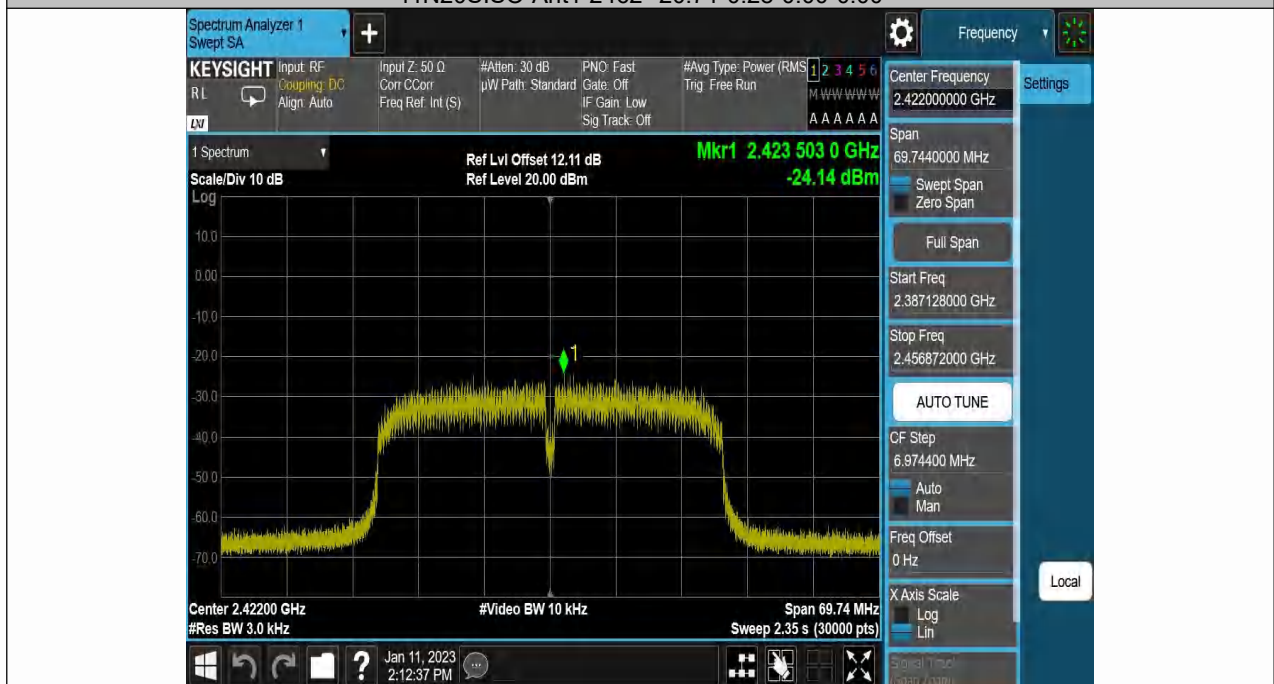 Spectrum Analyzer 1
Swept SA
+
Frequency
KEYSIGHT
RL
LXI
Input: RF
Coupling: DC
Align: Auto
Input Z: 50 Ω
Corr CCorr
Freq Ref: Int (S)
#Atten: 30 dB
µW Path: Standard
PNO: Fast
Gate: Off
IF Gain: Low
Sig Track: Off
#Avg Type: Power (RMS
Trig: Free Run
1 2 3 4 5 6
M W W W W W
A A A A A A
1 Spectrum
Scale/Div 10 dB
Ref Lvl Offset 12.11 dB
Ref Level 20.00 dBm
Mkr1 2.423 503 0 GHz
-24.14 dBm
Log
10.0
0.00
-10.0
-20.0
-30.0
-40.0
-50.0
-60.0
-70.0
1
Center 2.42200 GHz
#Res BW 3.0 kHz
#Video BW 10 kHz
Span 69.74 MHz
Sweep 2.35 s (30000 pts)
Center Frequency
2.422000000 GHz
Settings
Span
69.7440000 MHz
Swept Span
Zero Span
Full Span
Start Freq
2.387128000 GHz
Stop Freq
2.456872000 GHz
AUTO TUNE
CF Step
6.974400 MHz
Auto
Man
Freq Offset
0 Hz
X Axis Scale
Log
Lin
Signal Track
Local
?
Jan 11, 2023
2:12:37 PM